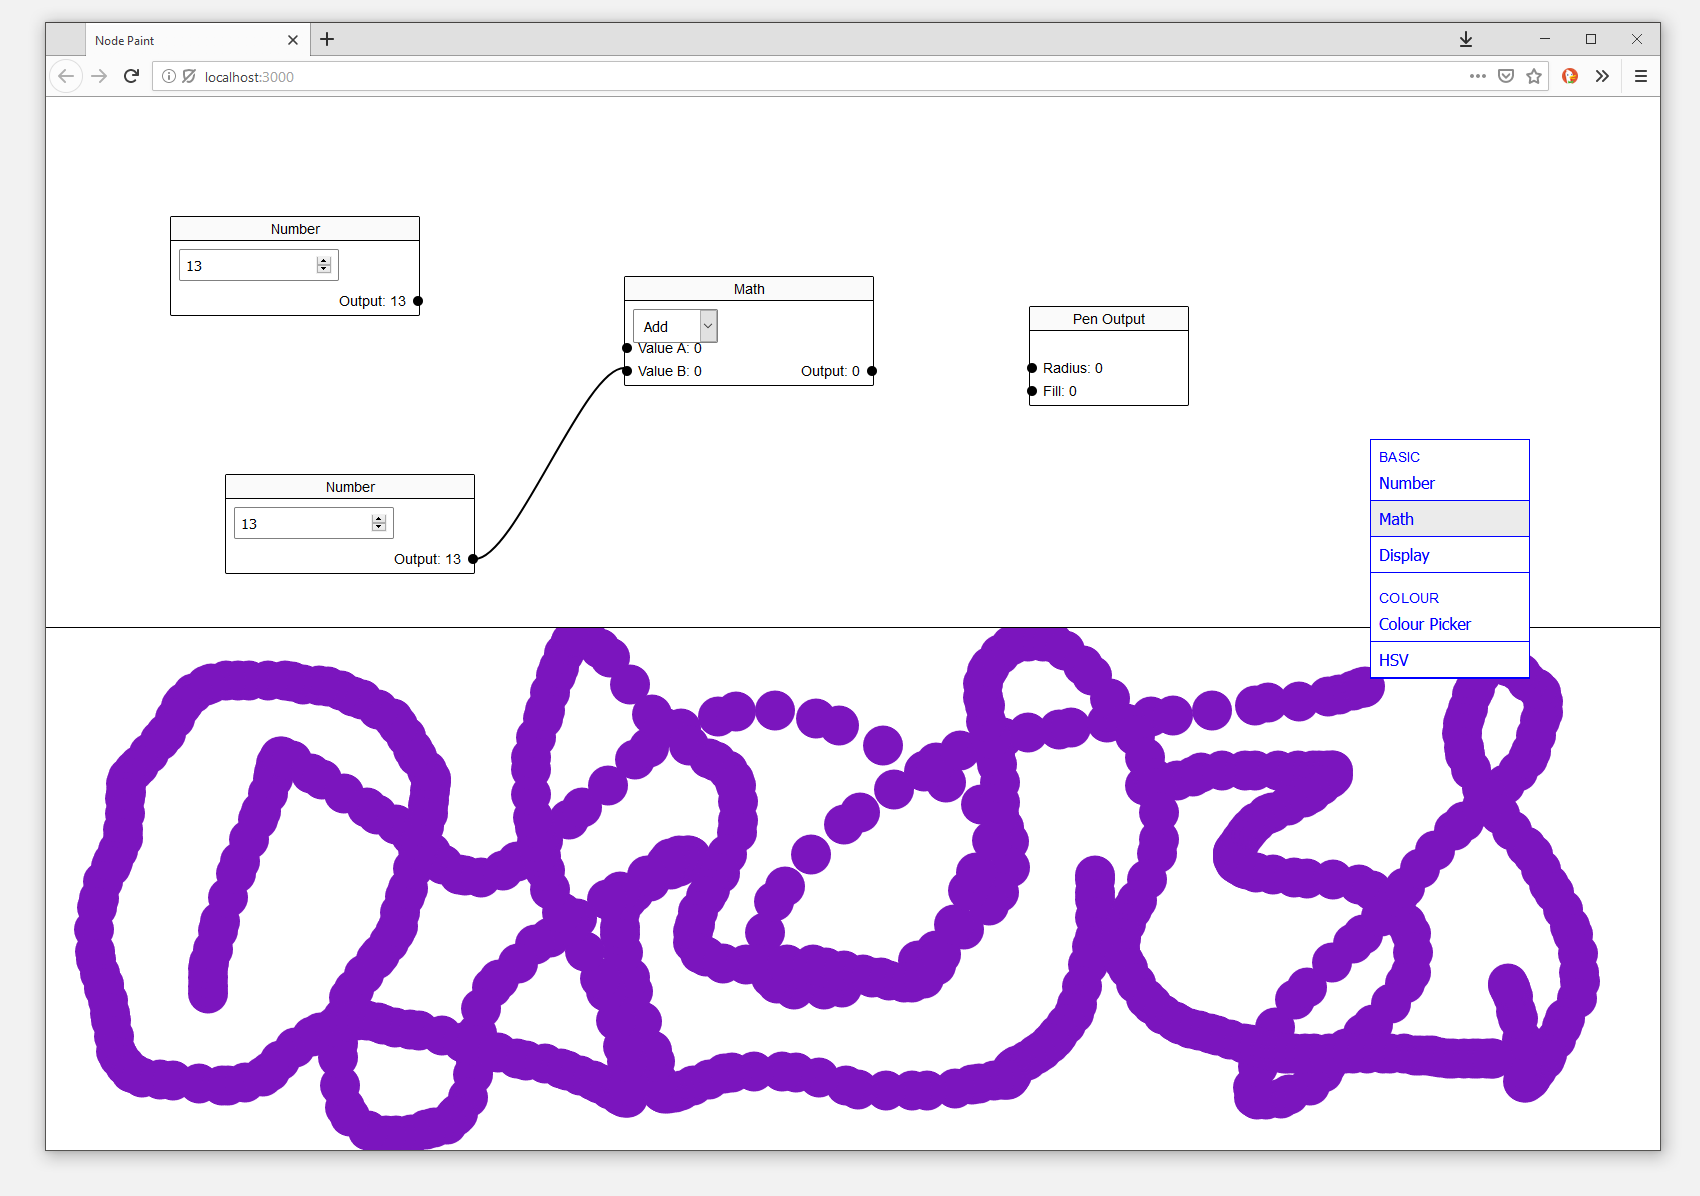 Node Paint
localhost:3000
Number
13
Output: 13
Math
Add
Value A: 0
Value B: 0
Output: 0
Pen Output
Radius: 0
Fill: 0
Number
13
Output: 13
BASIC
Number
Math
Display
COLOUR
Colour Picker
HSV